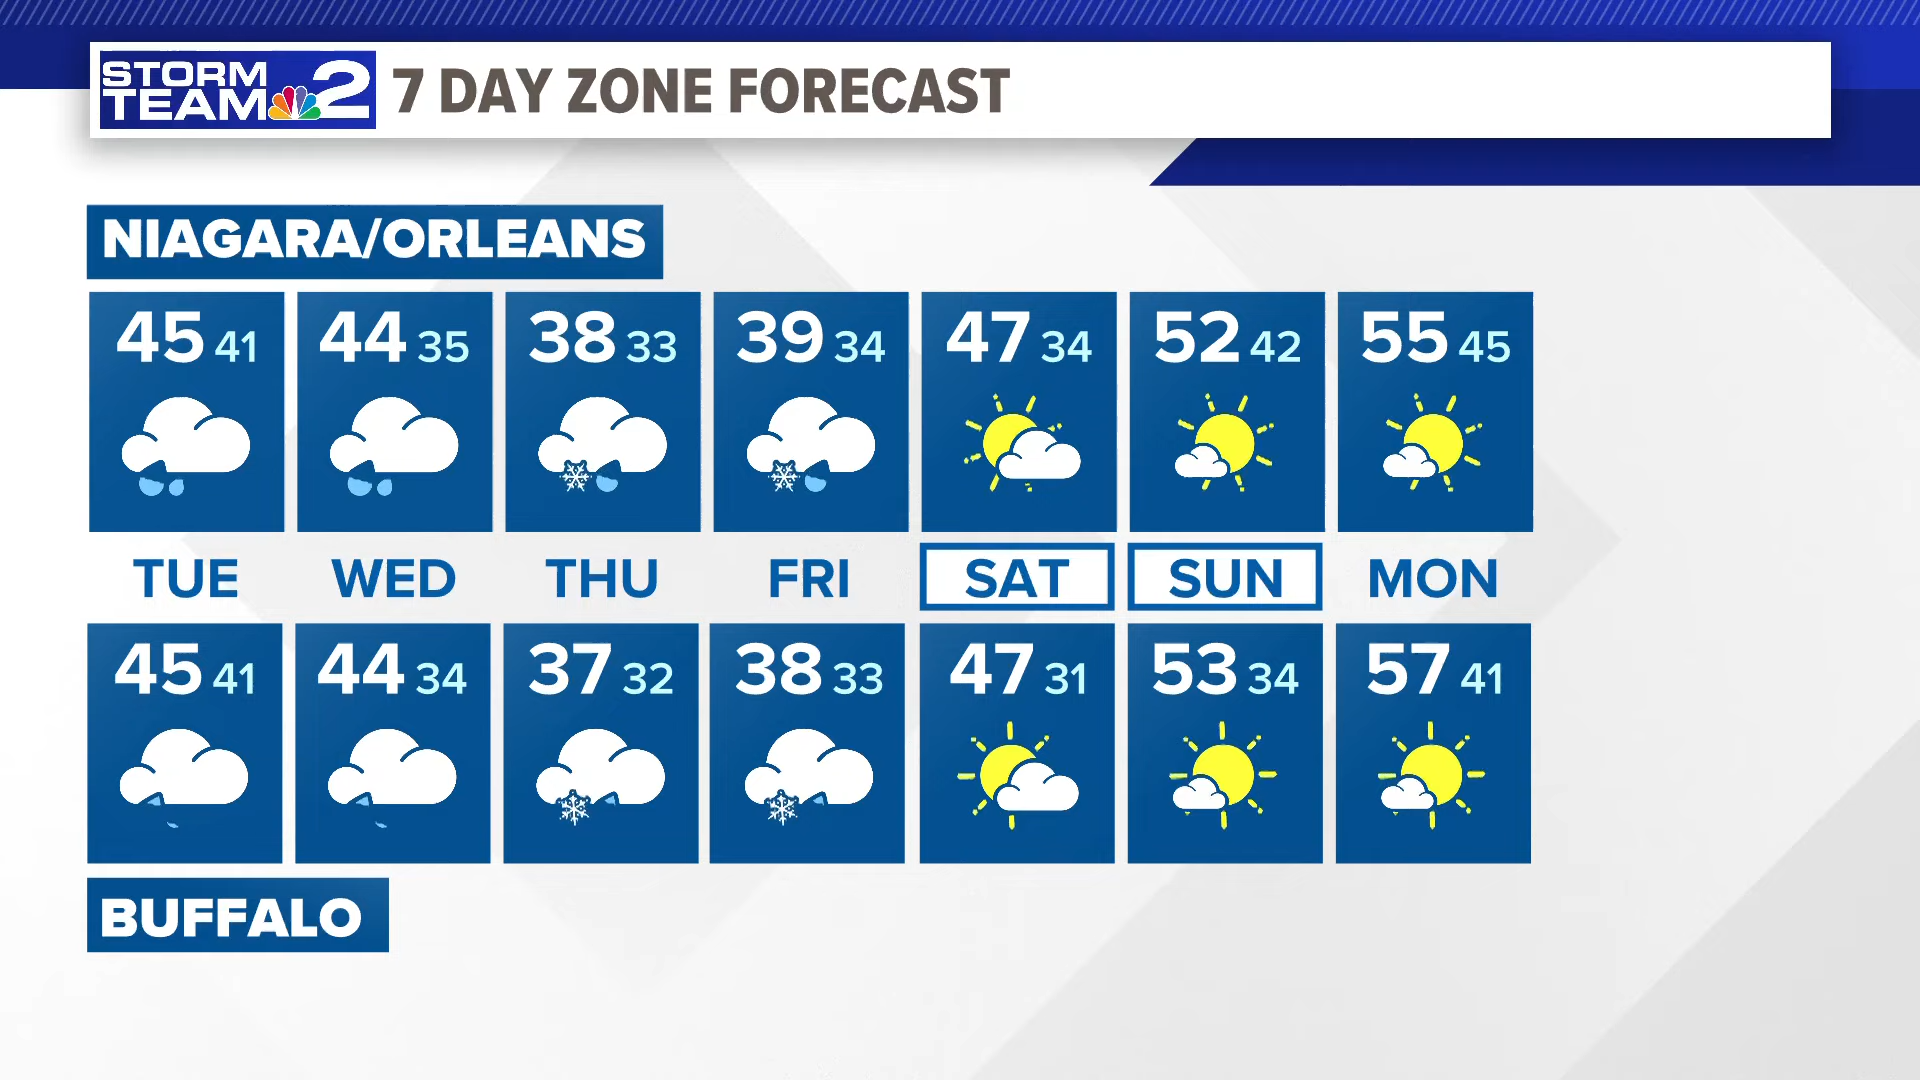 STORM
TEAM 2
7 DAY ZONE FORECAST
NIAGARA/ORLEANS
45 41 44 35 38 33 39 34 47 34 52 42 55 45
TUE WED THU FRI SAT SUN MON
45 41 44 34 37 32 38 33 47 31 53 34 57 41
BUFFALO